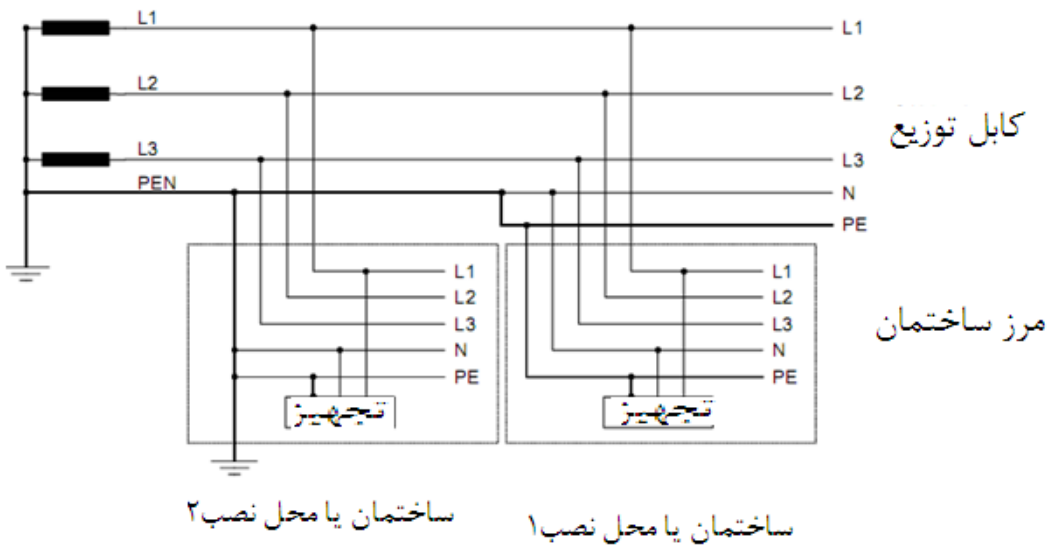 L1 L1
L2 L2
کابل توزیع
L3 L3
PEN N
PE
L1 L1
L2 L2
مرز ساختمان
L3 L3
N N
PE PE
تجهیز تجهیز
ساختمان یا محل نصب۲
ساختمان یا محل نصب۱